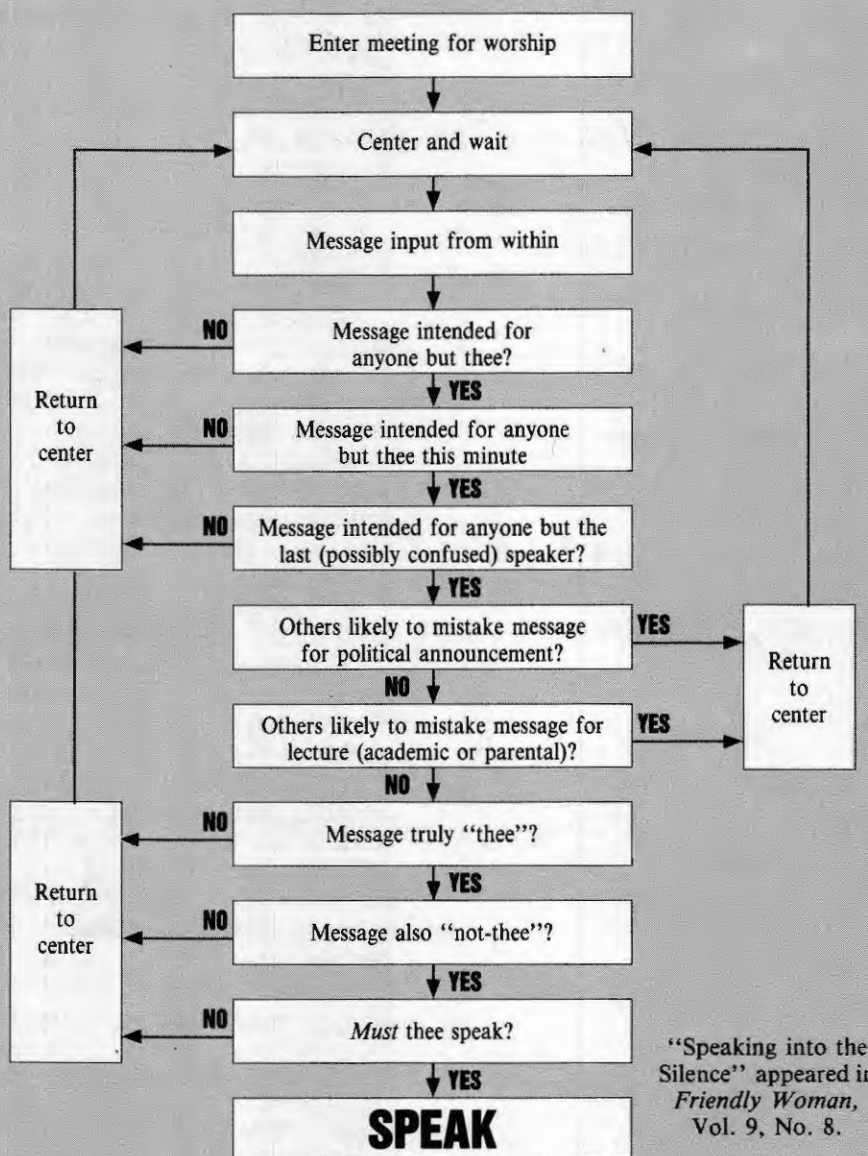 Enter meeting for worship
Center and wait
Message input from within
Message intended for
anyone but thee?
NO
YES
Message intended for anyone
but thee this minute
NO
YES
Message intended for anyone but the
last (possibly confused) speaker?
NO
YES
Return
to
center
Others likely to mistake message
for political announcement?
YES
NO
Others likely to mistake message for
lecture (academic or parental)?
YES
NO
Return
to
center
Message truly “thee”?
NO
YES
Message also “not-thee”?
NO
YES
Must thee speak?
NO
YES
Return
to
center
SPEAK
“Speaking into the
Silence” appeared in
Friendly Woman,
Vol. 9, No. 8.